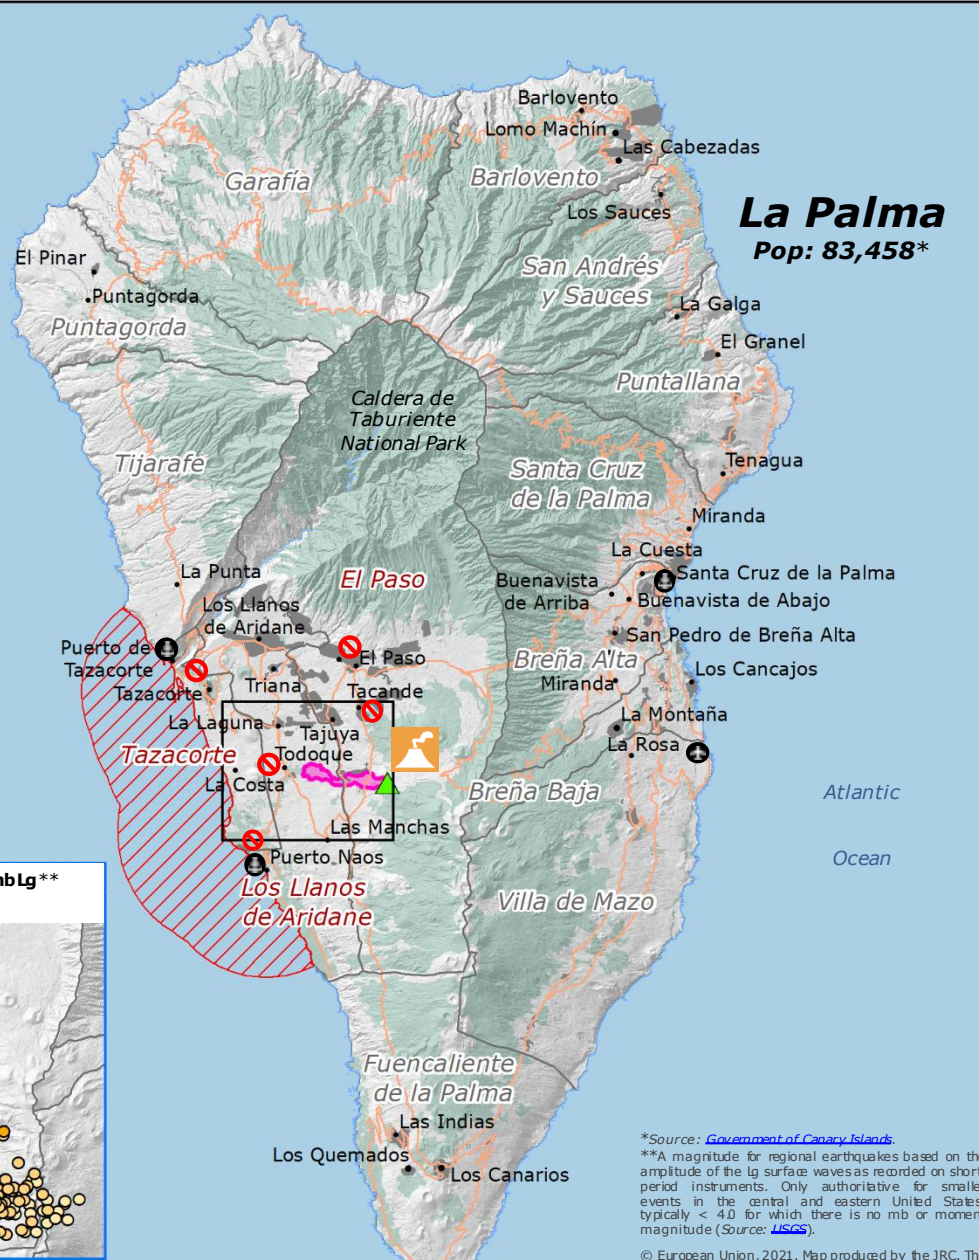 Barlovento
Lomo Machín
Las Cabezadas
Garafía
Barlovento
Los Sauces
La Palma
Pop: 83,458*
El Pinar
San Andrés
y Sauces
Puntagorda
La Galga
Puntagorda
El Granel
Puntallana
Caldera de
Taburiente
National Park
Tijarafe
Santa Cruz
de la Palma
Tenagua
Miranda
La Cuesta
La Punta
El Paso
Santa Cruz de la Palma
Buenavista
de Arriba
Buenavista de Abajo
Los Llanos
de Aridane
San Pedro de Breña Alta
Puerto de
Tazacorte
El Paso
Breña Alta
Los Cancajos
Tazacorte
Triana
Tacande
Miranda
La Laguna
Tajuya
La Montaña
Tazacorte
Todoque
La Rosa
La Costa
Breña Baja
Atlantic
Ocean
Las Manchas
Puerto Naos
mbLg**
Los Llanos
de Aridane
Villa de Mazo
Fuencaliente
de la Palma
Las Indias
Los Quemados
Los Canarios
*Source: Government of Canary Islands.
**A magnitude for regional earthquakes based on the
amplitude of the Lg surface waves as recorded on short
period instruments. Only authoritative for smalle
events in the central and eastern United States
typically < 4.0 for which there is no mb or momen
magnitude (Source: USGS).
© European Union, 2021. Map produced by the JRC. Th